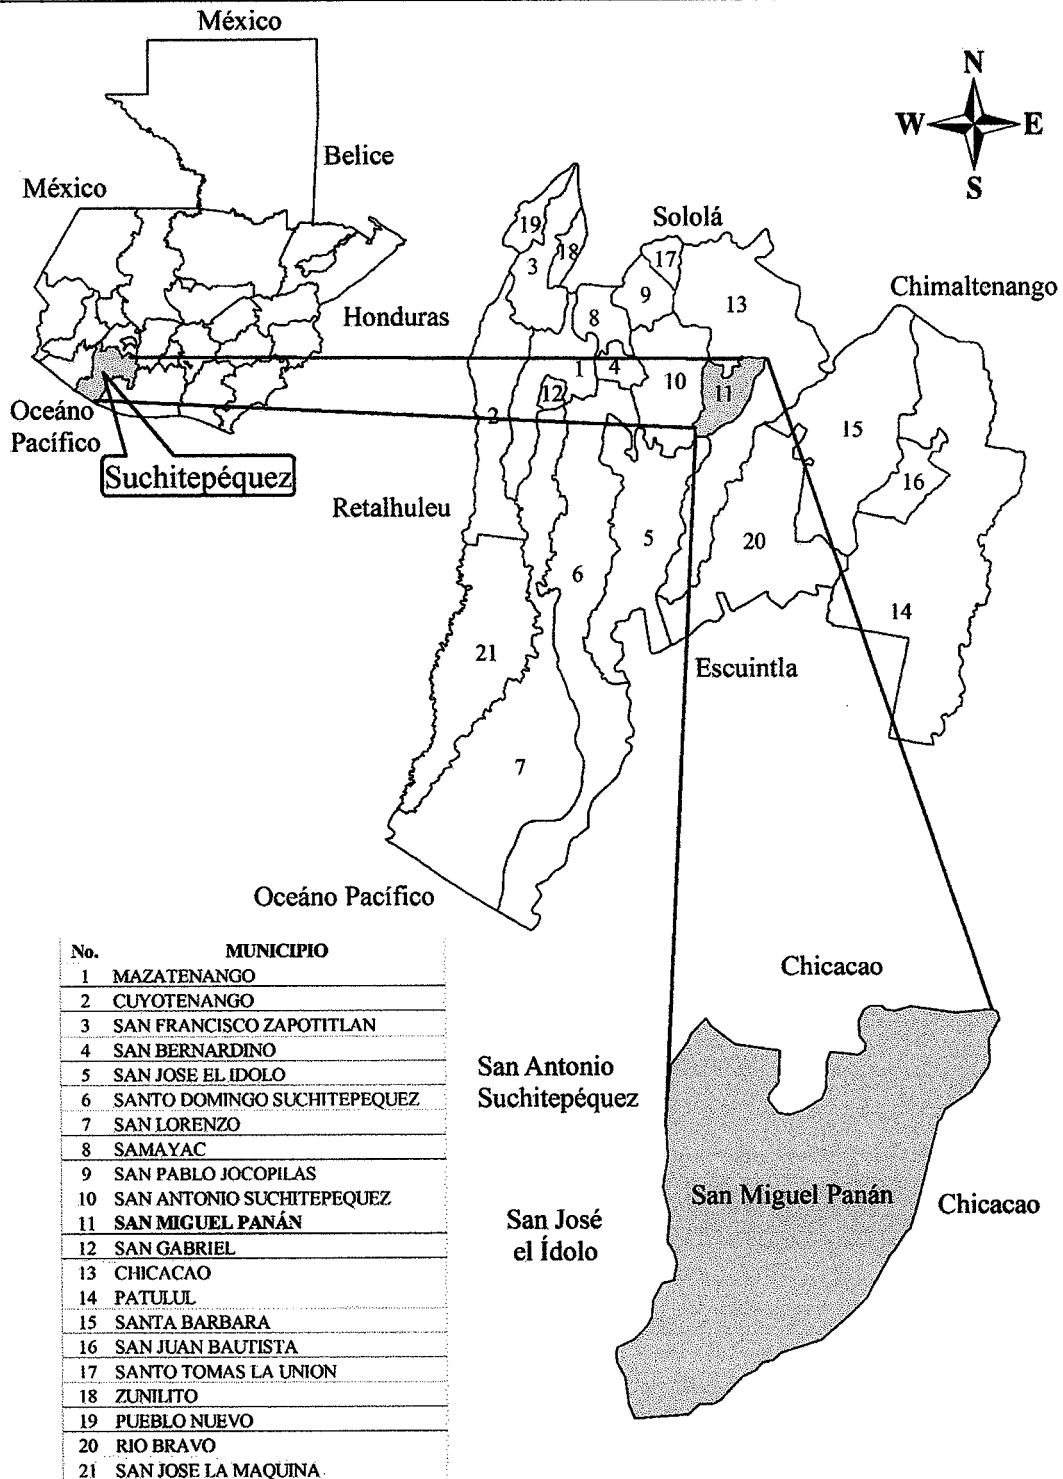 México
N
W E
S
Belice
México
Sololá
Chimaltenango
Honduras
Oceáno
Pacífico
Suchitepéquez
Retalhuleu
19
18
3
17
9
13
8
1
4
10
11
12
2
15
16
5
20
6
14
21
7
Escuintla
Oceáno Pacífico
No. MUNICIPIO
1 MAZATENANGO
2 CUYOTENANGO
3 SAN FRANCISCO ZAPOTITLAN
4 SAN BERNARDINO
5 SAN JOSE EL IDOLO
6 SANTO DOMINGO SUCHITEPEQUEZ
7 SAN LORENZO
8 SAMAYAC
9 SAN PABLO JOCOPILAS
10 SAN ANTONIO SUCHITEPEQUEZ
11 SAN MIGUEL PANÁN
12 SAN GABRIEL
13 CHICACAO
14 PATULUL
15 SANTA BARBARA
16 SAN JUAN BAUTISTA
17 SANTO TOMAS LA UNION
18 ZUNILITO
19 PUEBLO NUEVO
20 RIO BRAVO
21 SAN JOSE LA MAQUINA
Chicacao
San Antonio
Suchitepéquez
San Miguel Panán
Chicacao
San José
el Ídolo